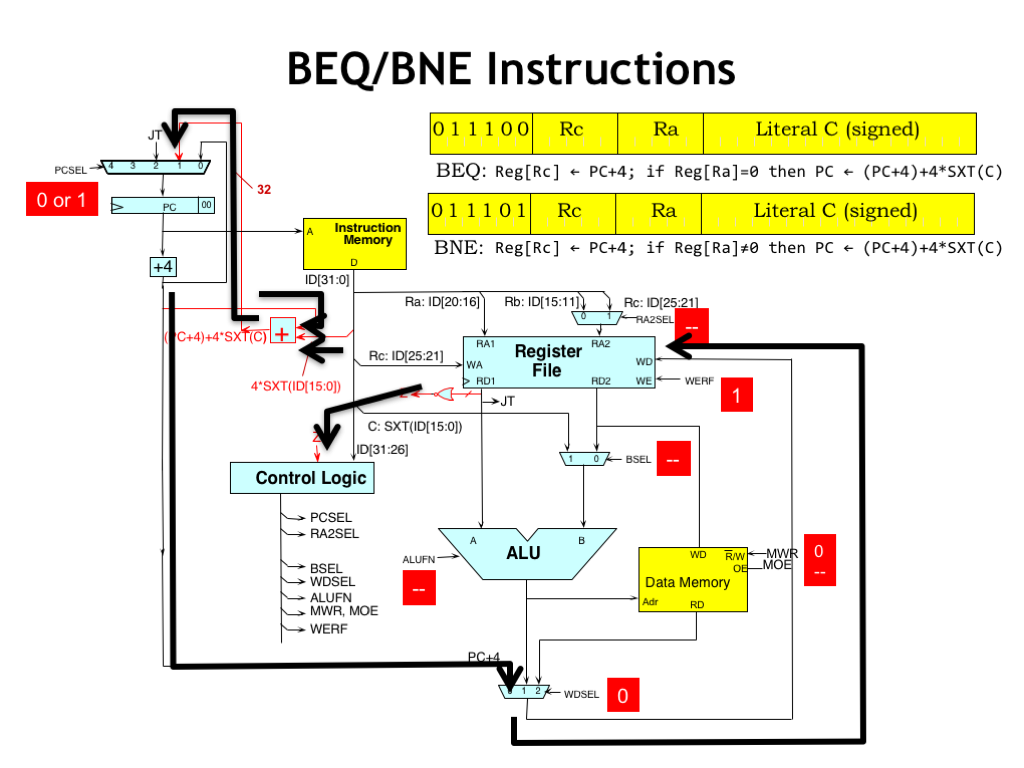 BEQ/BNE Instructions
0 1 1 1 0 0 Rc Ra Literal C (signed)
BEQ: Reg[Rc] ← PC+4; if Reg[Ra]=0 then PC ← (PC+4)+4*SXT(C)
0 1 1 1 0 1 Rc Ra Literal C (signed)
BNE: Reg[Rc] ← PC+4; if Reg[Ra]≠0 then PC ← (PC+4)+4*SXT(C)
JT
PCSEL 4 3 2 1 0
0 or 1
32
PC 00
A Instruction Memory
D
+4
ID[31:0]
Ra: ID[20:16] Rb: ID[15:11] Rc: ID[25:21]
0 1 RA2SEL --
(PC+4)+4*SXT(C) +
RA1 RA2
Register File
WA WD
RD1 RD2 WE WERF
1
Rc: ID[25:21]
4*SXT(ID[15:0])
Z
JT
C: SXT(ID[15:0])
Z
ID[31:26]
1 0 BSEL --
Control Logic
PCSEL
RA2SEL
BSEL
WDSEL
ALUFN
MWR, MOE
WERF
A B
ALU
ALUFN
--
WD R/W MWR 0
OE MOE --
Data Memory
Adr RD
PC+4
1 2 WDSEL 0